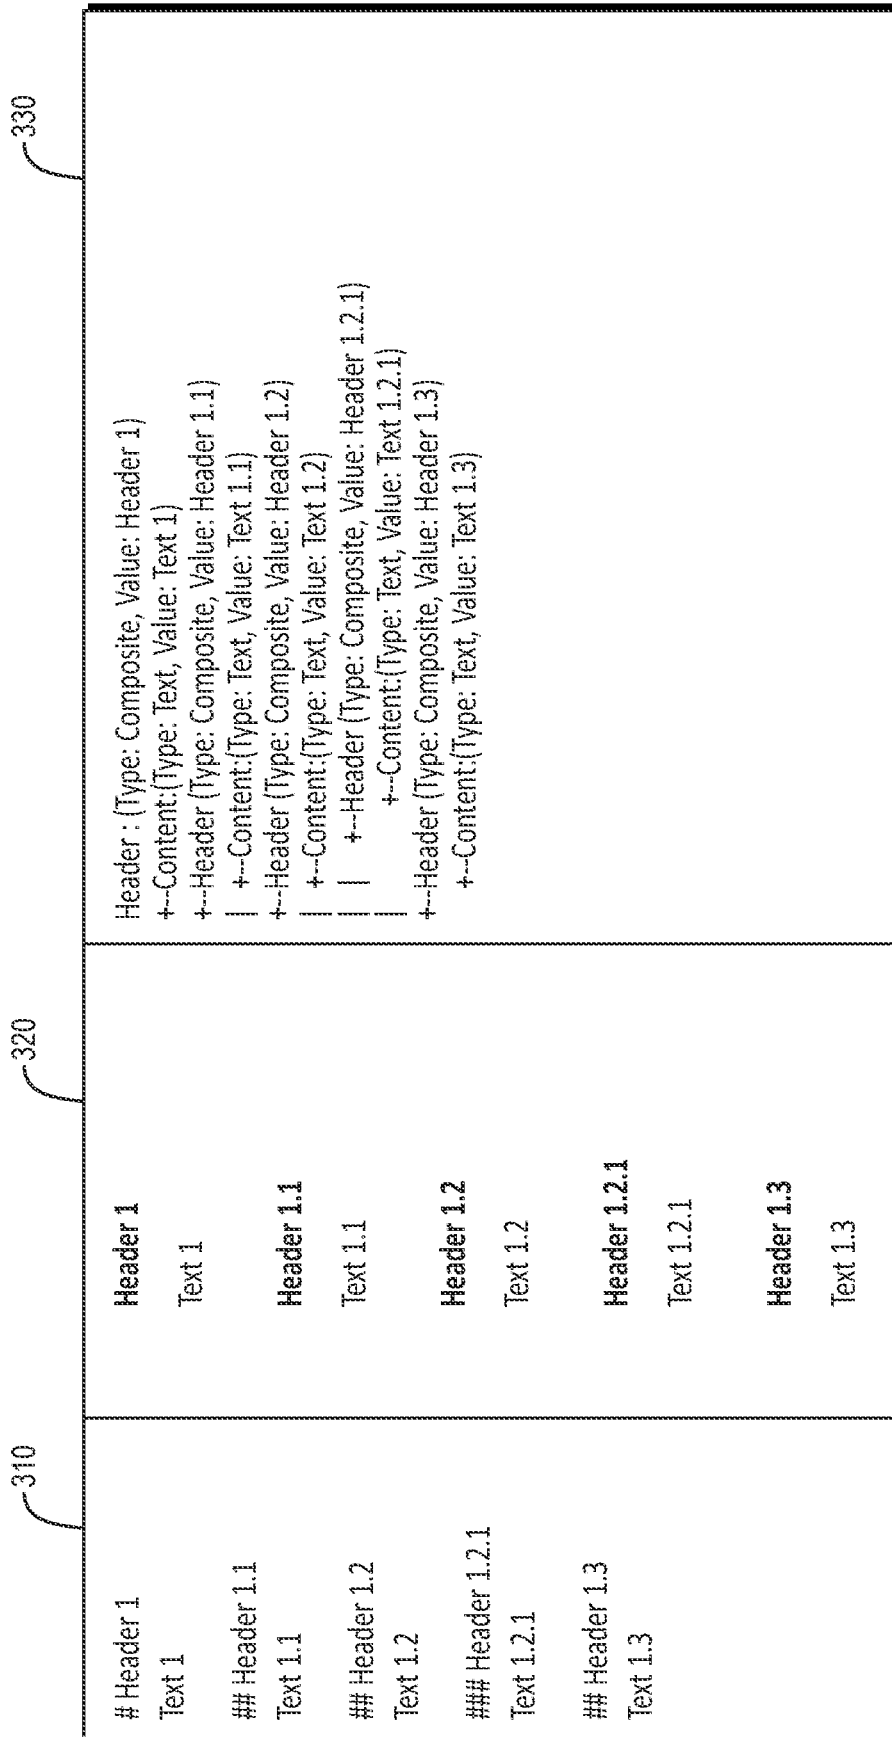 310
# Header 1
Text 1
## Header 1.1
Text 1.1
## Header 1.2
Text 1.2
### Header 1.2.1
Text 1.2.1
## Header 1.3
Text 1.3
320
Header 1
Text 1
Header 1.1
Text 1.1
Header 1.2
Text 1.2
Header 1.2.1
Text 1.2.1
Header 1.3
Text 1.3
330
Header : (Type: Composite, Value: Header 1)
+--Content:(Type: Text, Value: Text 1)
+--Header (Type: Composite, Value: Header 1.1)
| +--Content:(Type: Text, Value: Text 1.1)
+--Header (Type: Composite, Value: Header 1.2)
| +--Content:(Type: Text, Value: Text 1.2)
| | +--Header (Type: Composite, Value: Header 1.2.1)
| +--Content:(Type: Text, Value: Text 1.2.1)
+--Header (Type: Composite, Value: Header 1.3)
+--Content:(Type: Text, Value: Text 1.3)